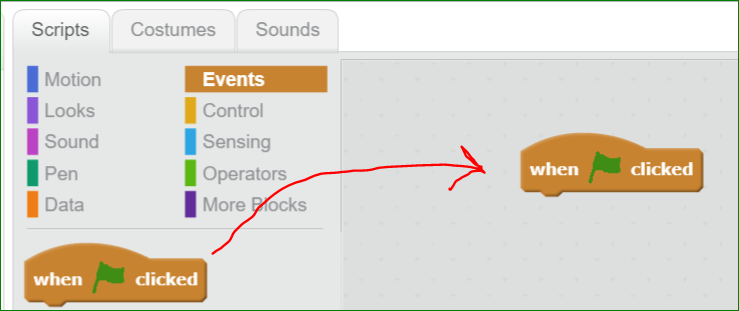 Scripts Costumes Sounds
Motion Events
Looks Control
Sound Sensing
Pen Operators
Data More Blocks
when clicked
when clicked